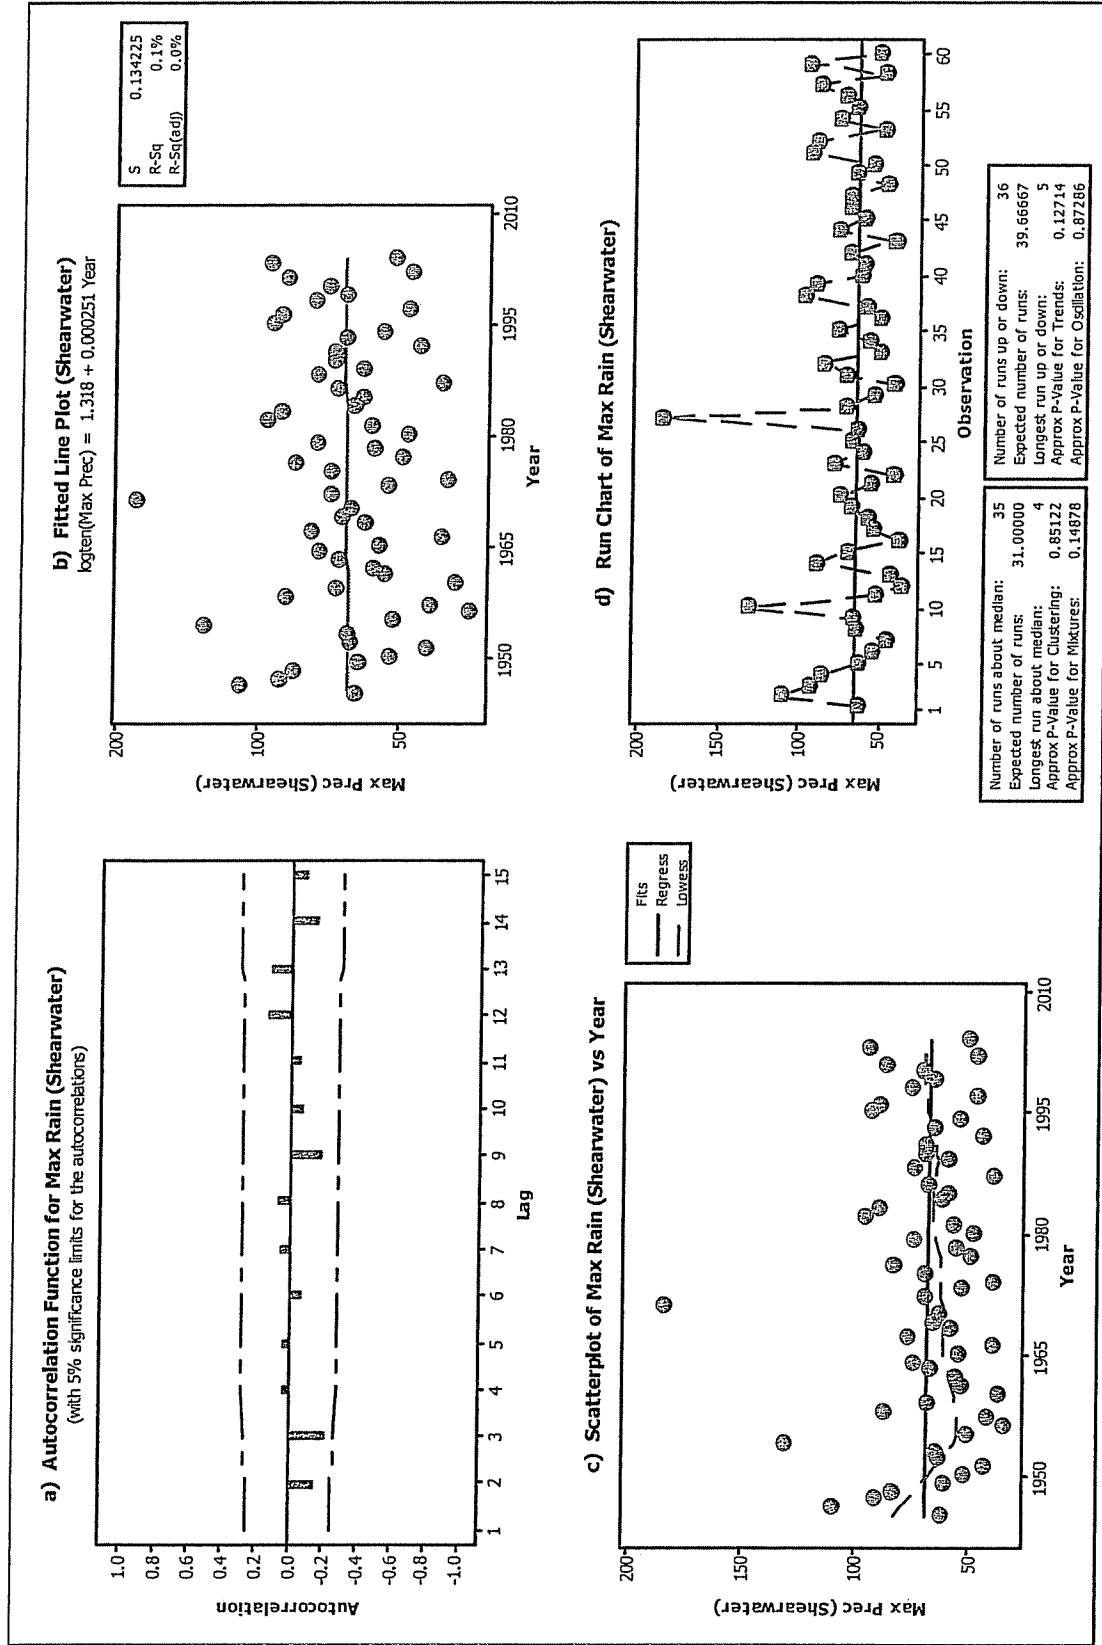 a) Autocorrelation Function for Max Rain (Shearwater)
(with 5% significance limits for the autocorrelations)
Autocorrelation
1.0
0.8
0.6
0.4
0.2
0.0
-0.2
-0.4
-0.6
-0.8
-1.0
1 2 3 4 5 6 7 8 9 10 11 12 13 14 15
Lag
b) Fitted Line Plot (Shearwater)
logten(Max Prec) = 1.318 + 0.000251 Year
S 0.134225
R-Sq 0.1%
R-Sq(adj) 0.0%
Max Prec (Shearwater)
200
100
50
1950 1965 1980 1995 2010
Year
c) Scatterplot of Max Rain (Shearwater) vs Year
Fits
Regress
Lowess
Max Prec (Shearwater)
200
150
100
50
1950 1965 1980 1995 2010
Year
d) Run Chart of Max Rain (Shearwater)
Max Prec (Shearwater)
200
150
100
50
1 5 10 15 20 25 30 35 40 45 50 55 60
Observation
Number of runs about median: 35
Expected number of runs: 31.00000
Longest run about median: 4
Approx P-Value for Clustering: 0.85122
Approx P-Value for Mixtures: 0.14878
Number of runs up or down: 36
Expected number of runs: 39.66667
Longest run up or down: 5
Approx P-Value for Trends: 0.12714
Approx P-Value for Oscillation: 0.87286